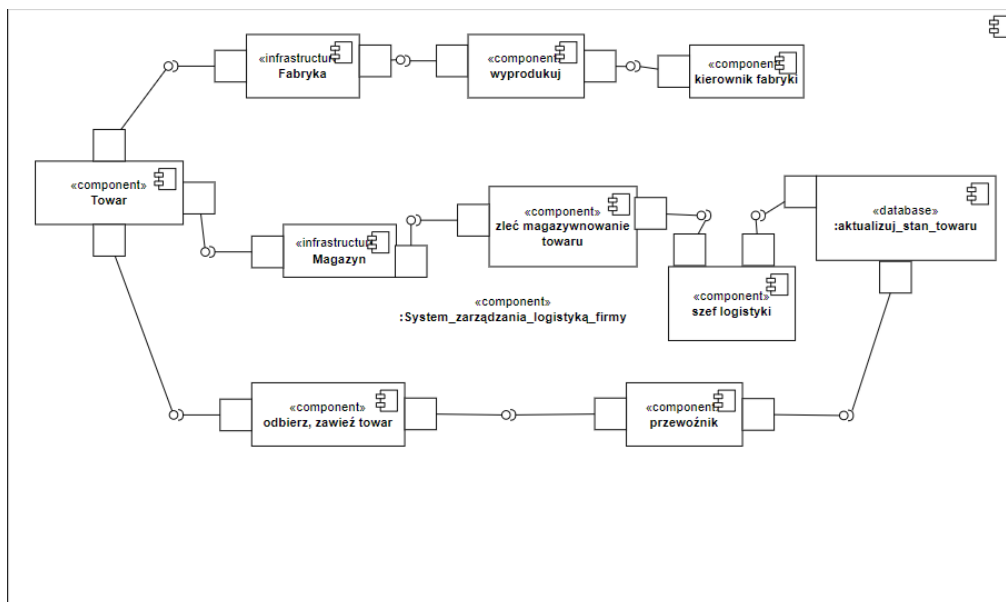 «infrastructur
Fabryka
«component
wyprodukuj
«component
kierownik fabryki
«component»
Towar
«infrastructur
Magazyn
«component»
zleć magazywnowanie
towaru
«database»
:aktualizuj_stan_towaru
«component»
:System_zarządzania_logistyką_firmy
«component»
szef logistyki
«component»
odbierz, zawieź towar
«component
przewoźnik